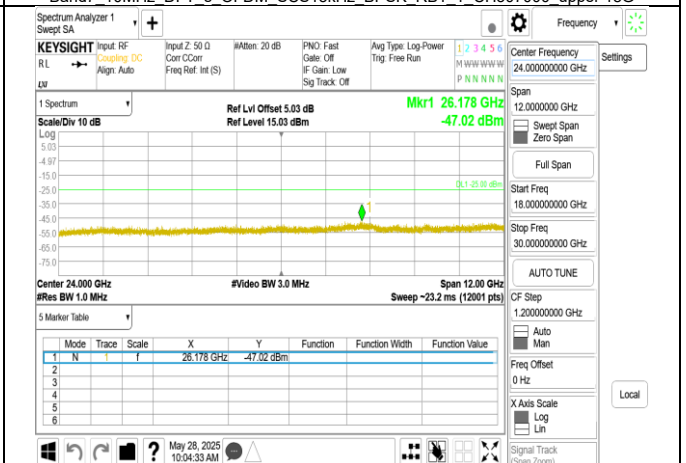 Spectrum Analyzer 1
Swept SA
Frequency
KEYSIGHT
RL
LXI
Input: RF
Coupling: DC
Align: Auto
Input Z: 50 Ω
Corr CCorr
Freq Ref: Int (S)
#Atten: 20 dB
PNO: Fast
Gate: Off
IF Gain: Low
Sig Track: Off
Avg Type: Log-Power
Trig: Free Run
1 2 3 4 5 6
M W W W W W
P N N N N N
Center Frequency
24.000000000 GHz
Settings
Span
12.0000000 GHz
Swept Span
Zero Span
Full Span
Start Freq
18.000000000 GHz
Stop Freq
30.000000000 GHz
AUTO TUNE
CF Step
1.200000000 GHz
Auto
Man
Freq Offset
0 Hz
X Axis Scale
Log
Lin
Signal Track
(Span Zoom)
Local
1 Spectrum
Scale/Div 10 dB
Ref Lvl Offset 5.03 dB
Ref Level 15.03 dBm
Mkr1 26.178 GHz
-47.02 dBm
Log
5.03
-4.97
-15.0
-25.0
-35.0
-45.0
-55.0
-65.0
-75.0
DL1 -25.00 dBm
1
Center 24.000 GHz
#Video BW 3.0 MHz
Span 12.00 GHz
#Res BW 1.0 MHz
Sweep ~23.2 ms (12001 pts)
5 Marker Table
Mode Trace Scale X Y Function Function Width Function Value
1 N 1 f 26.178 GHz -47.02 dBm
2
3
4
5
6
May 28, 2025
10:04:33 AM